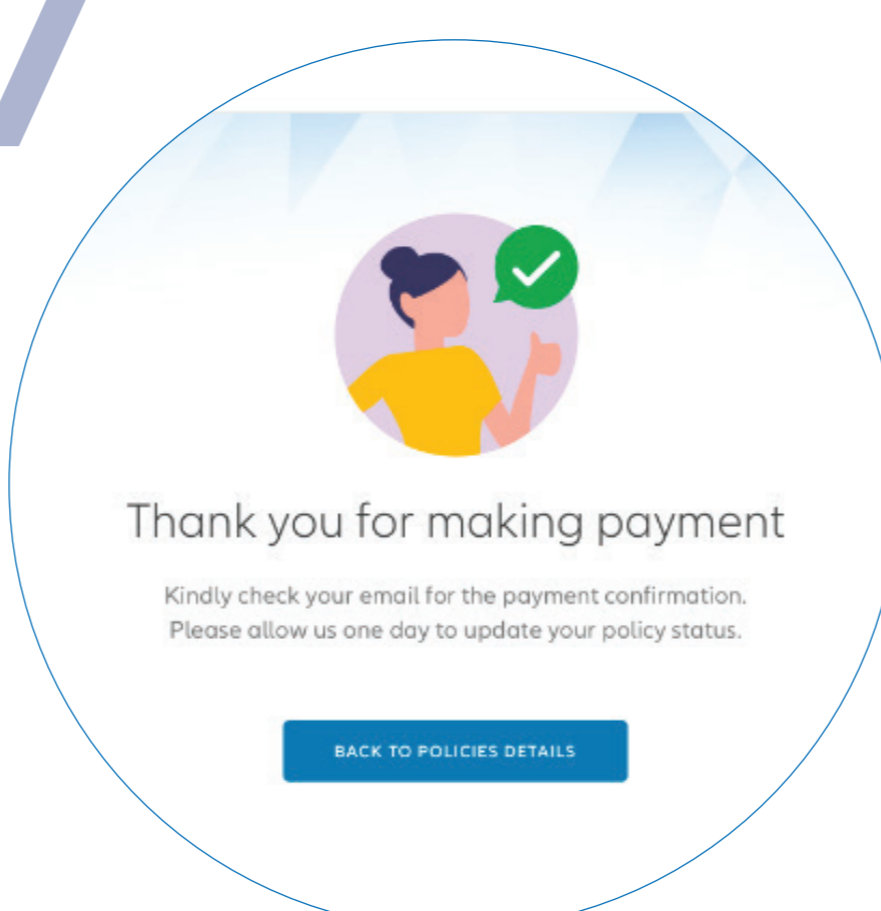 Thank you for making payment
Kindly check your email for the payment confirmation.
Please allow us one day to update your policy status.
BACK TO POLICIES DETAILS